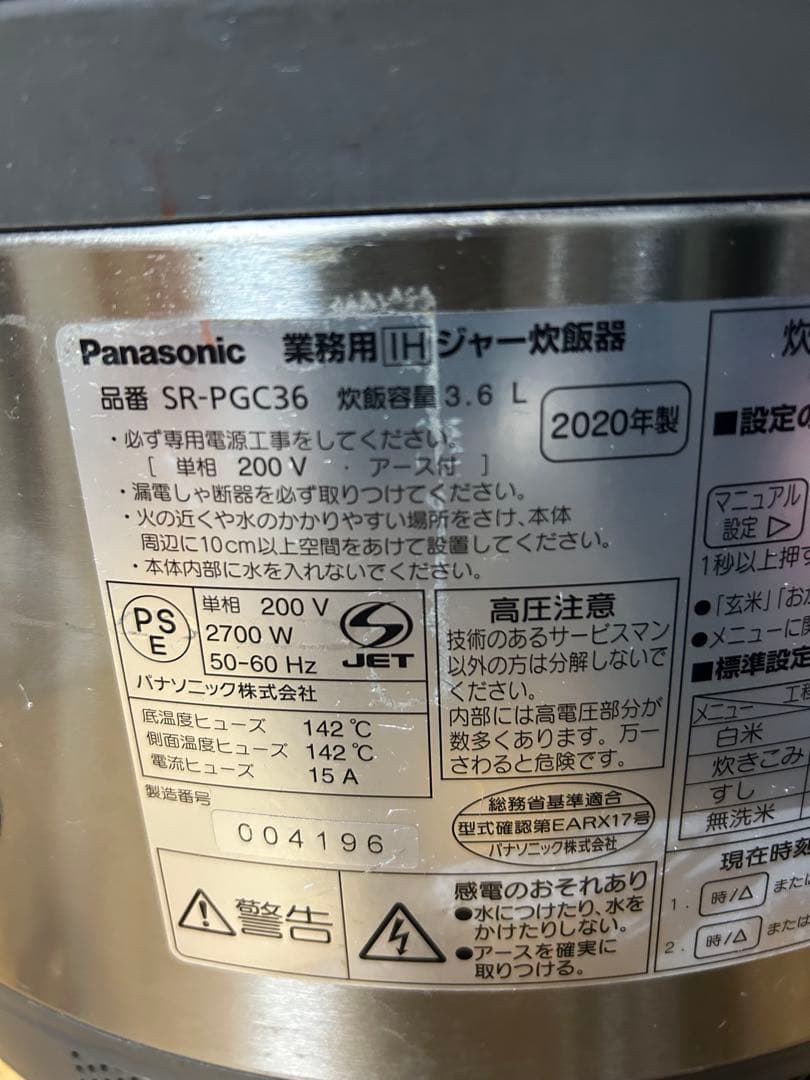 Panasonic 業務用 IH ジャー炊飯器
品番 SR-PGC36 炊飯容量 3.6 L
2020年製
・必ず専用電源工事をしてください。
[ 単相 200 V ・ アース付 ]
・漏電しゃ断器を必ず取りつけてください。
・火の近くや水のかかりやすい場所をさけ、本体
周辺に10cm以上空間をあけて設置してください。
・本体内部に水を入れないでください。
PS
E
単相 200 V
2700 W
50-60 Hz
JET
パナソニック株式会社
底温度ヒューズ 142℃
側面温度ヒューズ 142℃
電流ヒューズ 15 A
製造番号
004196
高圧注意
技術のあるサービスマン
以外の方は分解しないで
ください。
内部には高電圧部分が
数多くあります。万一
さわると危険です。
総務省基準適合
型式確認第EARX17号
パナソニック株式会社
警告
感電のおそれあり
●水につけたり、水を
かけたりしない。
●アースを確実に
取りつける。
炊
■設定の
マニュアル
設定 ▷
1秒以上押す
●「玄米」「お
●メニューに
■標準設定
メニュー 工程
白米
炊きこみ
すし
無洗米
現在時刻
1. 時/△ または
2. 時/△ または